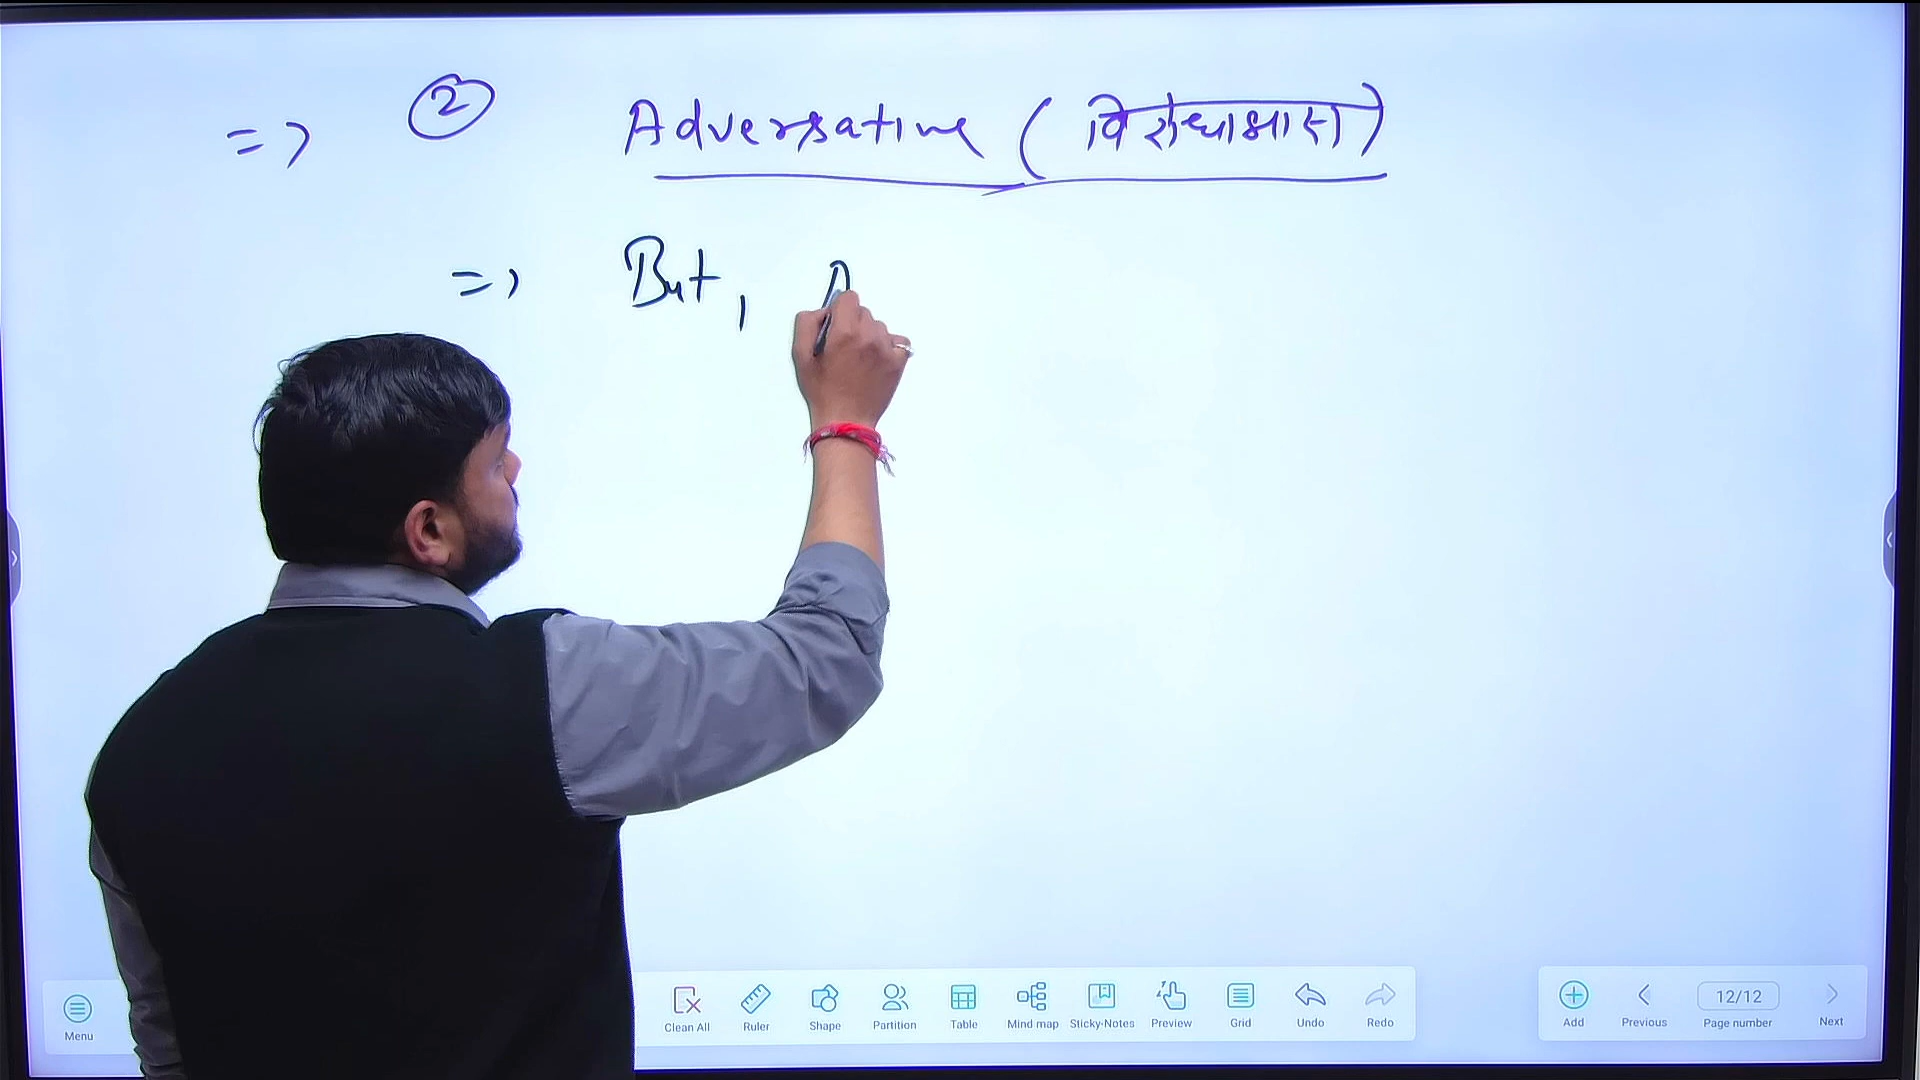 => ② Adversative (विरोधाभास)
=> But,
Menu Clean All Ruler Shape Partition Table Mind map Sticky-Notes Preview Grid Undo Redo Add Previous 12/12 Page number Next